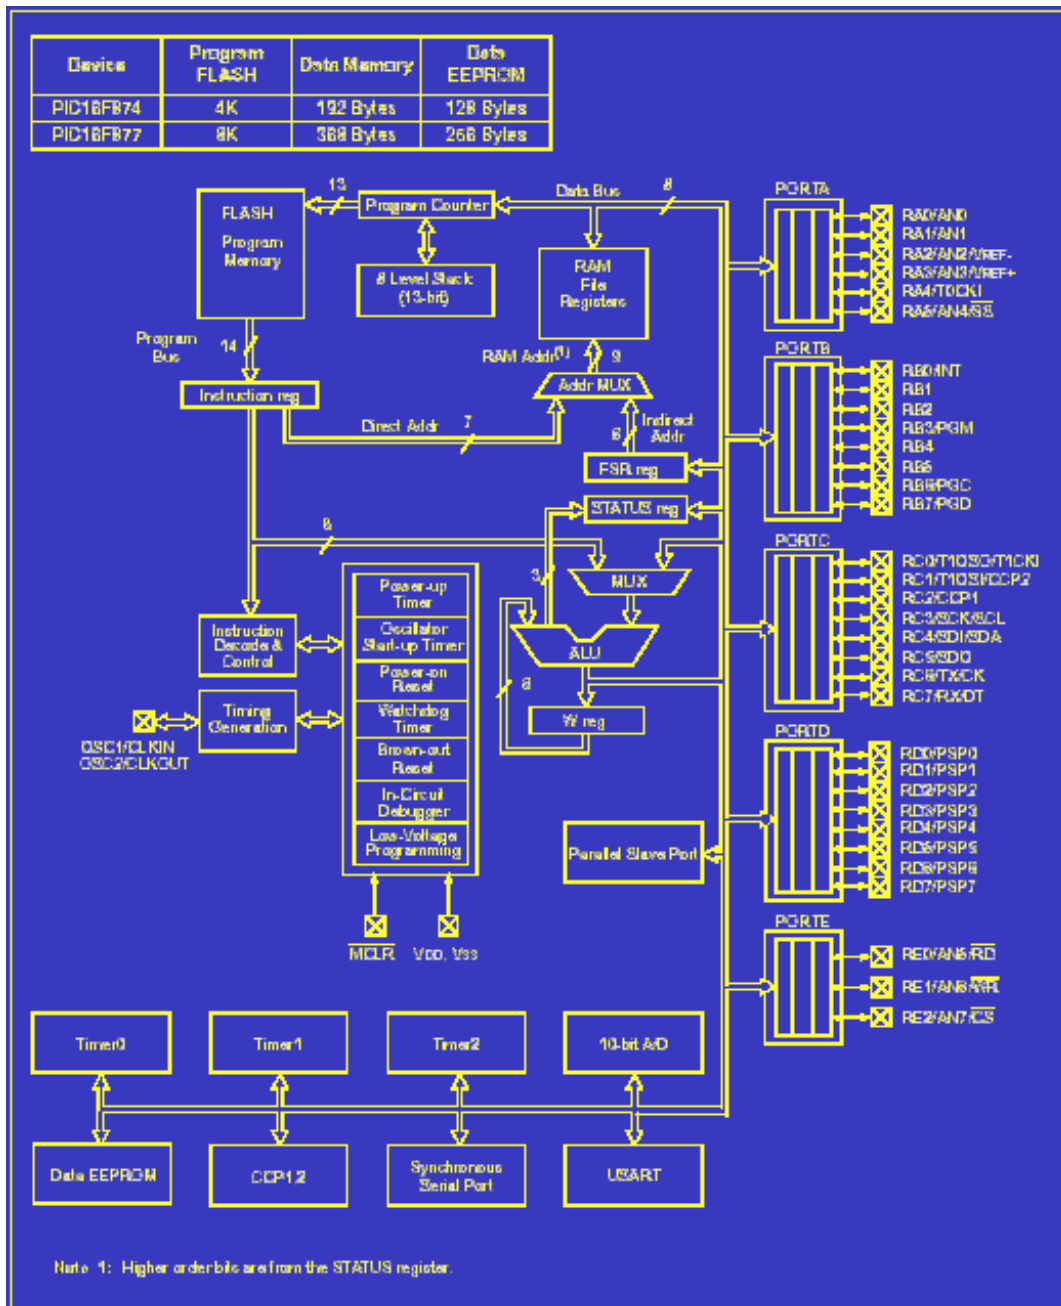 Device
Program FLASH
Data Memory
Data EEPROM
PIC16F874
4K
192 Bytes
128 Bytes
PIC16F877
8K
368 Bytes
256 Bytes
13
Program Counter
Data Bus
8
FLASH
Program
Memory
8 Level Stack
(13-bit)
RAM
File
Registers
Program
Bus
14
RAM Addr(1)
9
Addr MUX
Instruction reg
Direct Addr
7
Indirect
Addr
8
FSR reg
STATUS reg
8
3
MUX
Power-up
Timer
Instruction
Decode &
Control
Oscillator
Start-up Timer
ALU
Power-on
Reset
8
Timing
Generation
Watchdog
Timer
W reg
OSC1/CLKIN
OSC2/CLKOUT
Brown-out
Reset
In-Circuit
Debugger
Low-Voltage
Programming
Parallel Slave Port
MCLR
VDD, VSS
PORTA
RA0/AN0
RA1/AN1
RA2/AN2/VREF-
RA3/AN3/VREF+
RA4/T0CKI
RA5/AN4/SS
PORTB
RB0/INT
RB1
RB2
RB3/PGM
RB4
RB5
RB6/PGC
RB7/PGD
PORTC
RC0/T1OSO/T1CKI
RC1/T1OSI/CCP2
RC2/CCP1
RC3/SCK/SCL
RC4/SDI/SDA
RC5/SDO
RC6/TX/CK
RC7/RX/DT
PORTD
RD0/PSP0
RD1/PSP1
RD2/PSP2
RD3/PSP3
RD4/PSP4
RD5/PSP5
RD6/PSP6
RD7/PSP7
PORTE
RE0/AN5/RD
RE1/AN6/WR
RE2/AN7/CS
Timer0
Timer1
Timer2
10-bit A/D
Data EEPROM
CCP1,2
Synchronous
Serial Port
USART
Note 1: Higher order bits are from the STATUS register.